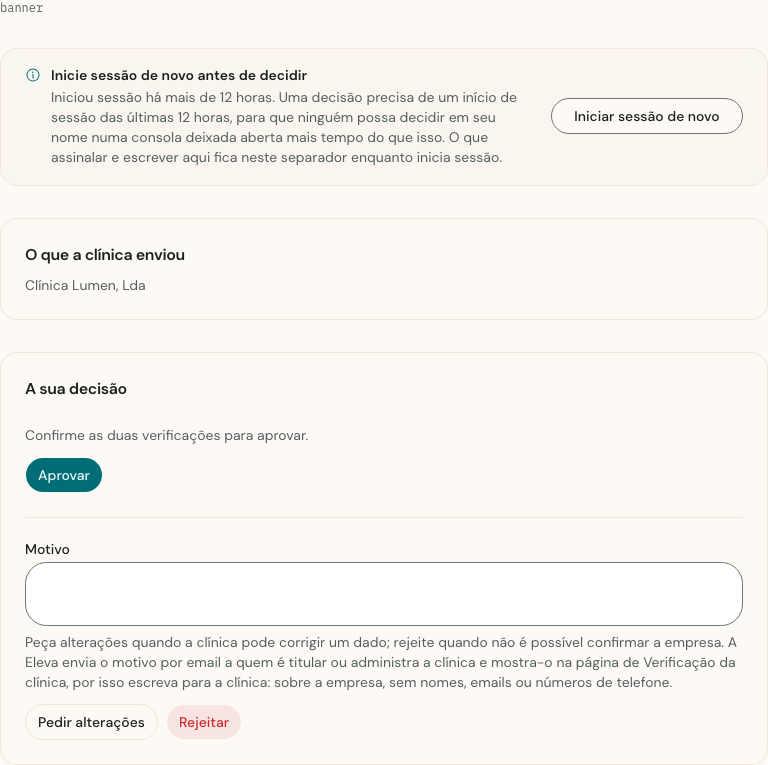 banner
Inicie sessão de novo antes de decidir
Iniciou sessão há mais de 12 horas. Uma decisão precisa de um início de
sessão das últimas 12 horas, para que ninguém possa decidir em seu
nome numa consola deixada aberta mais tempo do que isso. O que
assinalar e escrever aqui fica neste separador enquanto inicia sessão.
Iniciar sessão de novo
O que a clínica enviou
Clínica Lumen, Lda
A sua decisão
Confirme as duas verificações para aprovar.
Aprovar
Motivo
Peça alterações quando a clínica pode corrigir um dado; rejeite quando não é possível confirmar a empresa. A
Eleva envia o motivo por email a quem é titular ou administra a clínica e mostra-o na página de Verificação da
clínica, por isso escreva para a clínica: sobre a empresa, sem nomes, emails ou números de telefone.
Pedir alterações
Rejeitar